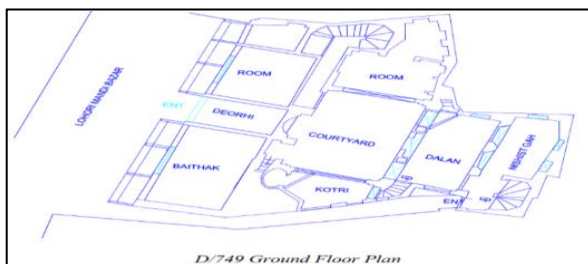 LOHORI MANDI BAZAR
ROOM
ROOM
ENT
DEORHI
COURTYARD
BAITHAK
DALAN
NISHIST GAH
KOTRI
up
up
ENT
D/749 Ground Floor Plan